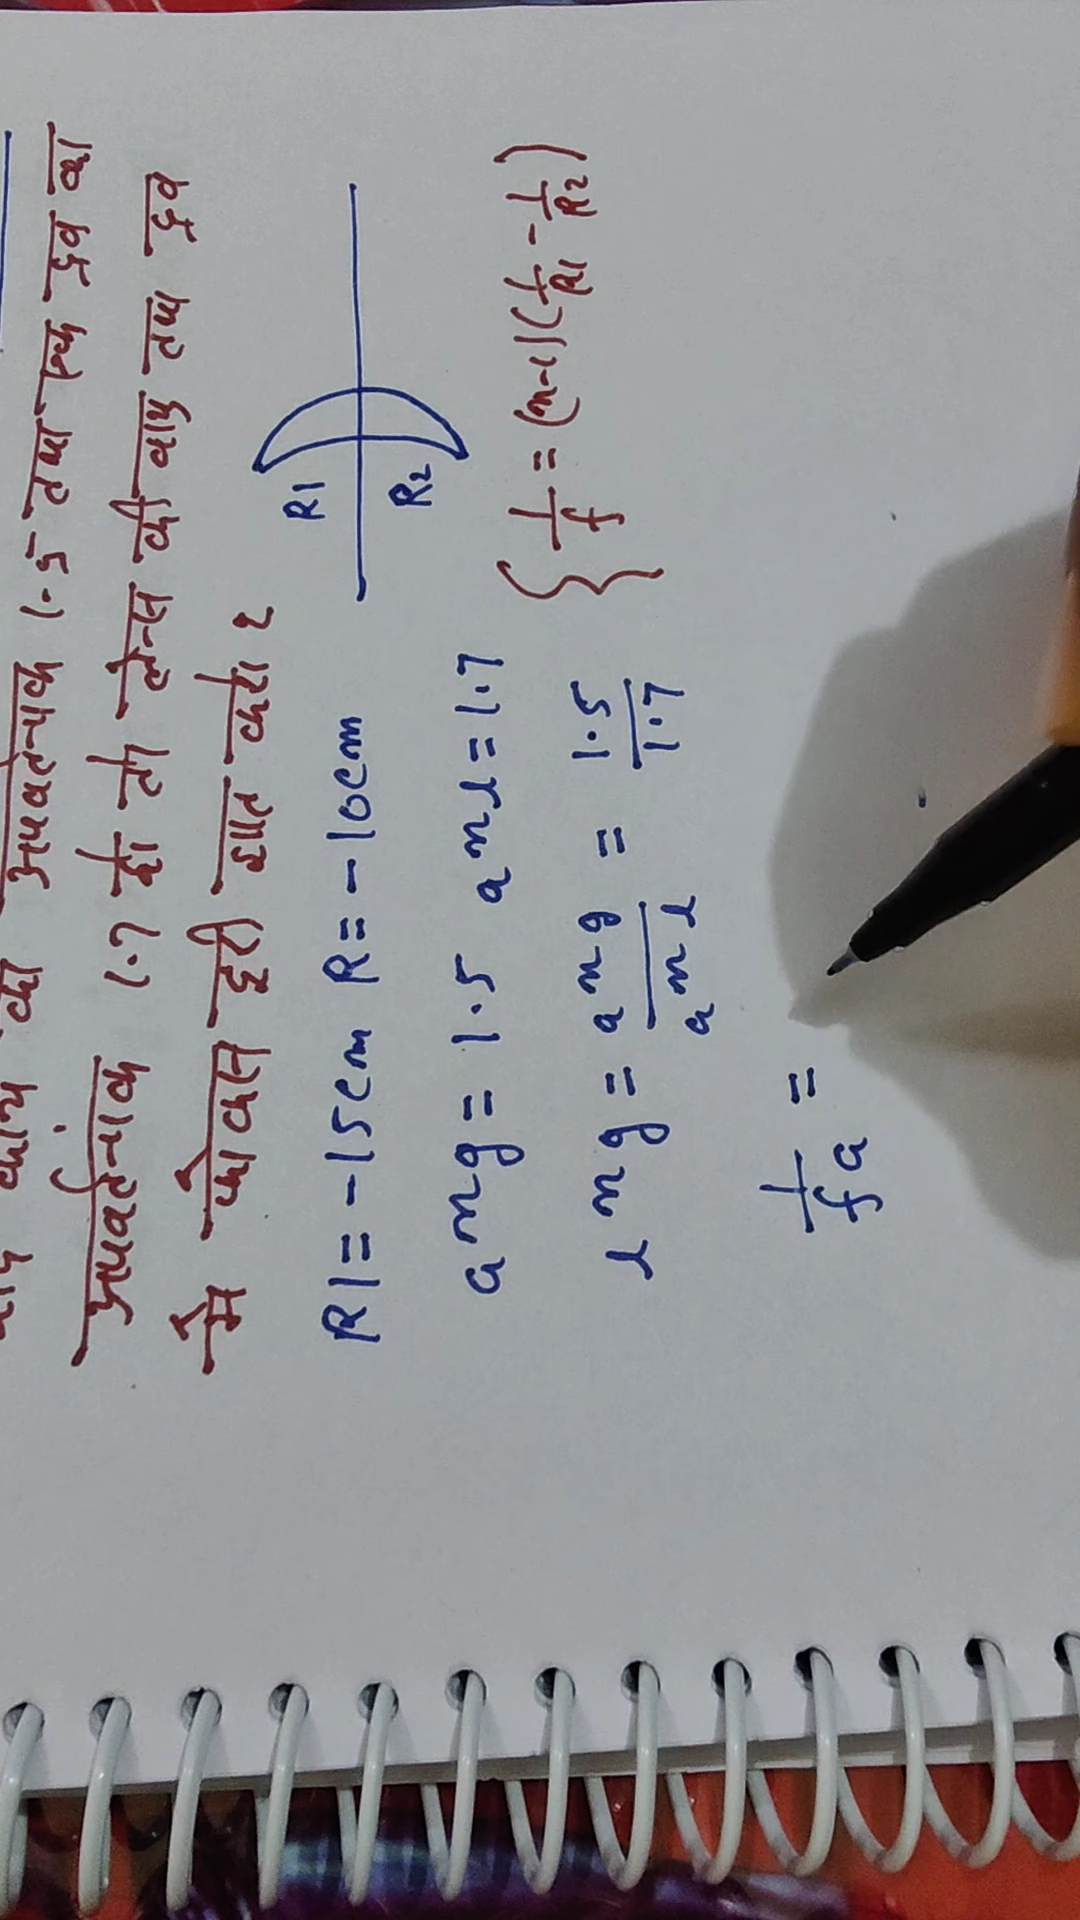 अपवर्तनांक 1.5 तथा एक द्रव का
अपवर्तनांक 1.7 हो तो लेन्स की वायु तथा द्रव
मे फोकस दूरी ज्ञात करो ?
R1 = -15cm R = -10cm
R1
R2
a n g = 1.5 a n l = 1.7
{ 1/f = (n-1) (1/R1 - 1/R2)
l n g = a n g / a n l = 1.5 / 1.7
1/fa =